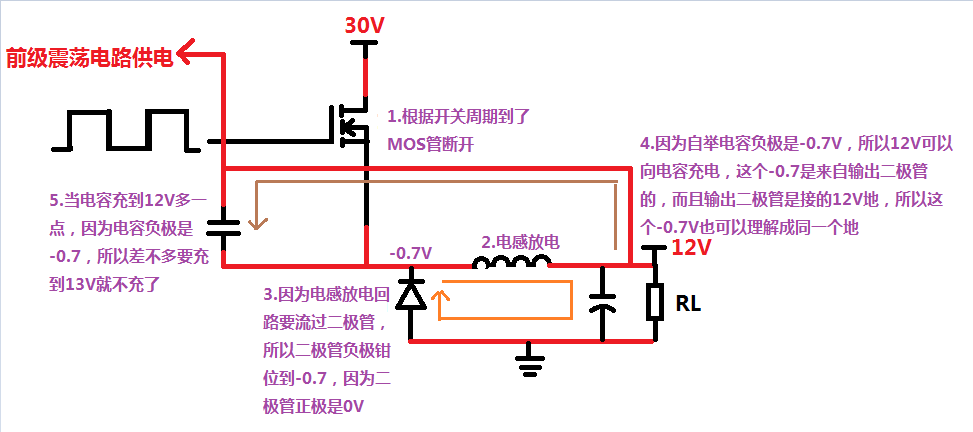 30V
前级震荡电路供电
1.根据开关周期到了
MOS管断开
4.因为自举电容负极是-0.7V，所以12V可以
向电容充电，这个-0.7是来自输出二极管
的，而且输出二极管是接的12V地，所以这
个-0.7V也可以理解成同一个地
5.当电容充到12V多一
点，因为电容负极是
-0.7，所以差不多要充
到13V就不充了
2.电感放电
12V
-0.7V
3.因为电感放电回
路要流过二极管，
所以二极管负极钳
位到-0.7，因为二
极管正极是0V
RL